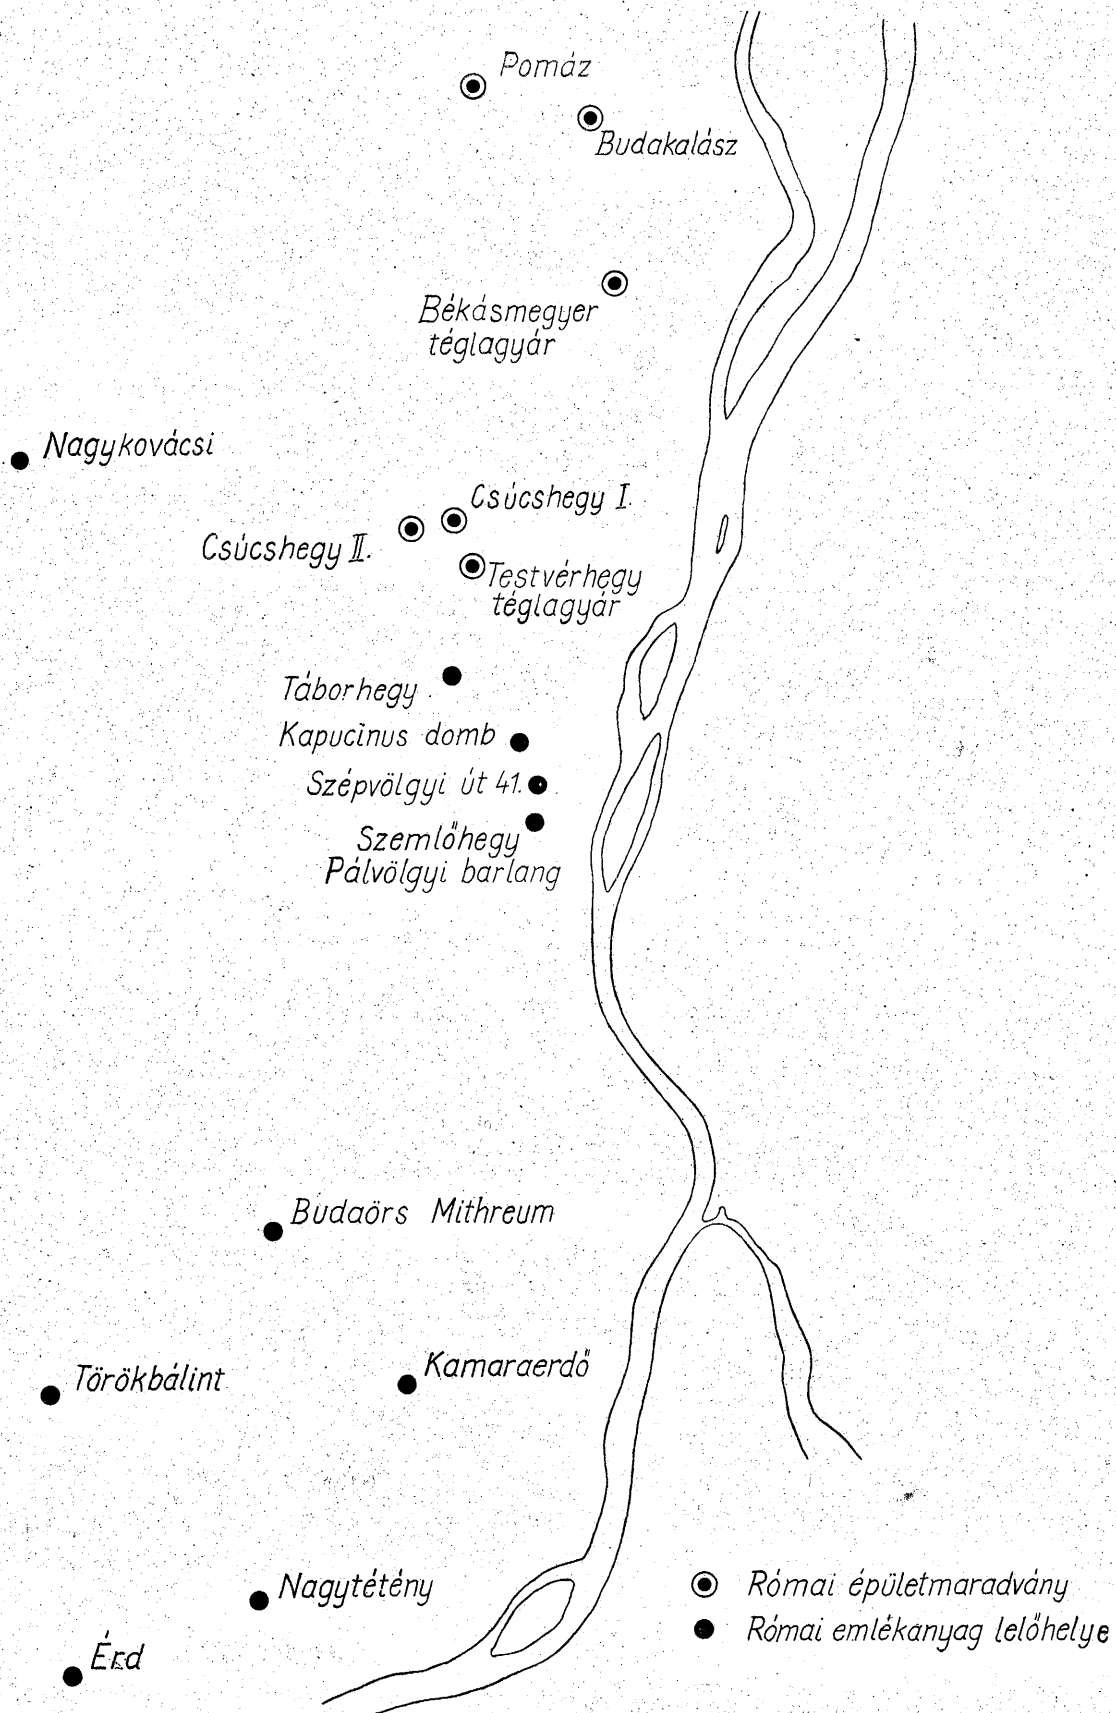 Pomáz
Budakalász
Békásmegyer
téglagyár
Nagykovácsi
Csúcshegy I.
Csúcshegy II.
Testvérhegy
téglagyár
Táborhegy
Kapucinus domb
Szépvölgyi út 41.
Szemlőhegy
Pálvölgyi barlang
Budaörs Mithreum
Törökbálint
Kamaraerdő
Nagytétény
Érd
Római épületmaradvány
Római emlékanyag lelőhelye